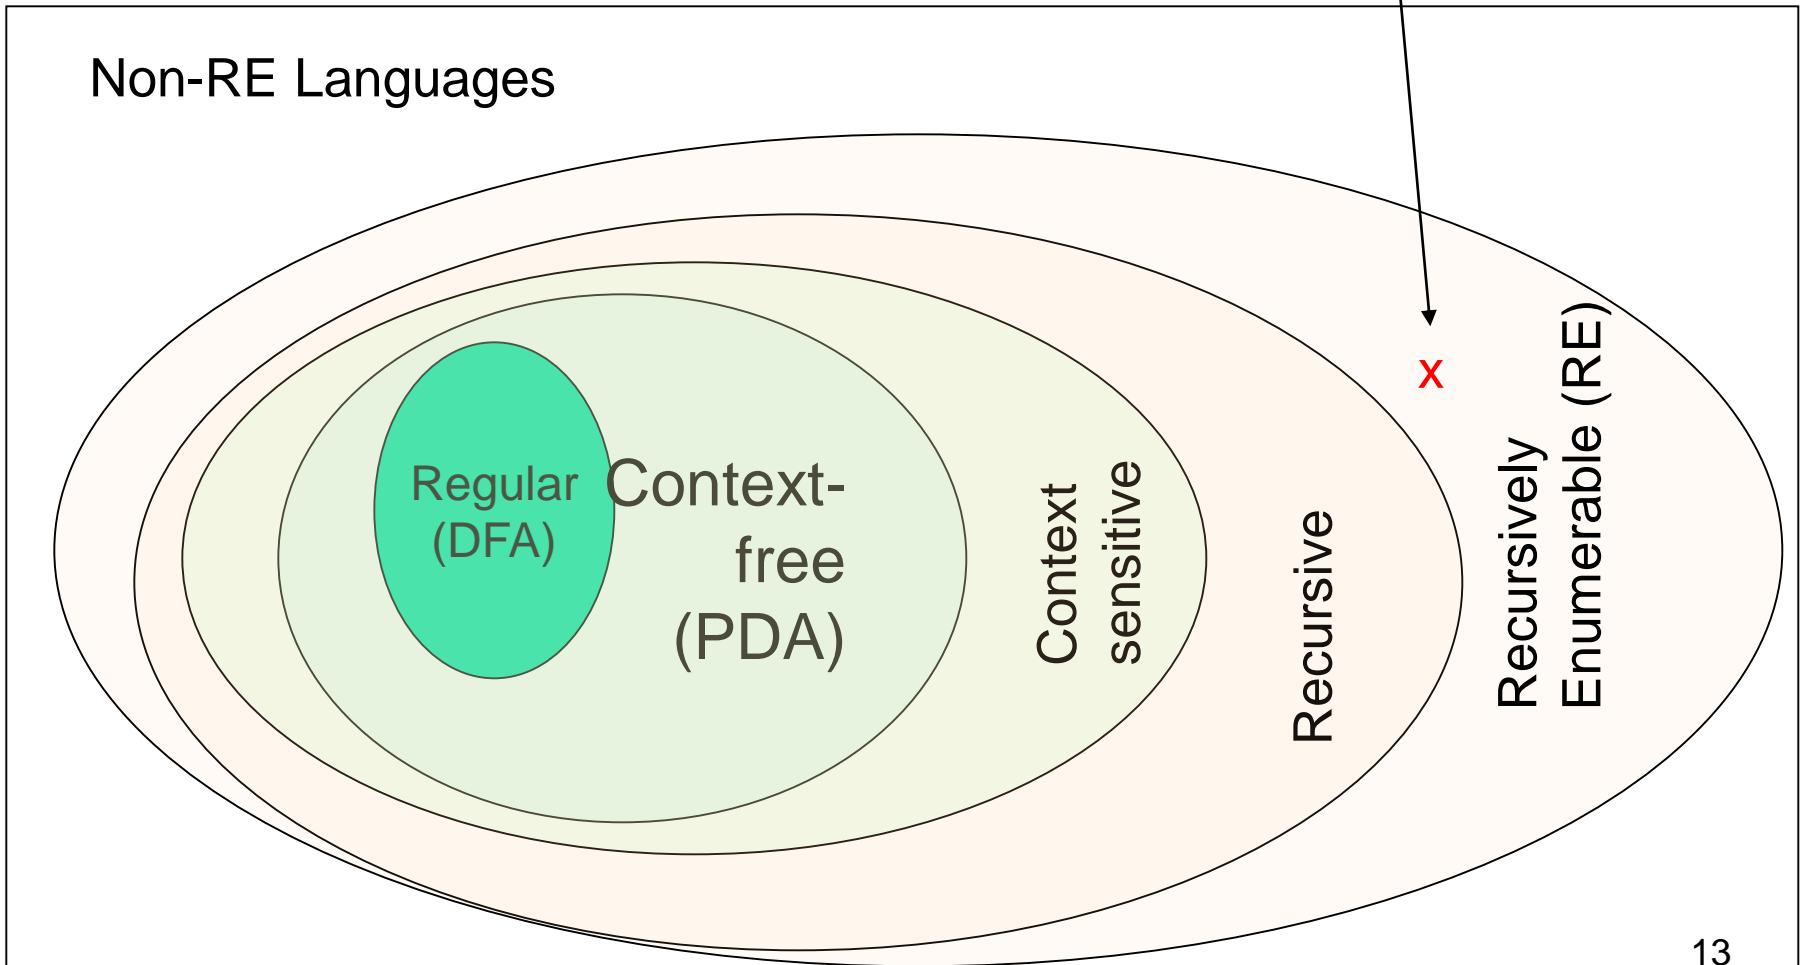 Non-RE Languages
Regular
(DFA)
Context-
free
(PDA)
Context
sensitive
Recursive
x
Recursively
Enumerable (RE)
13